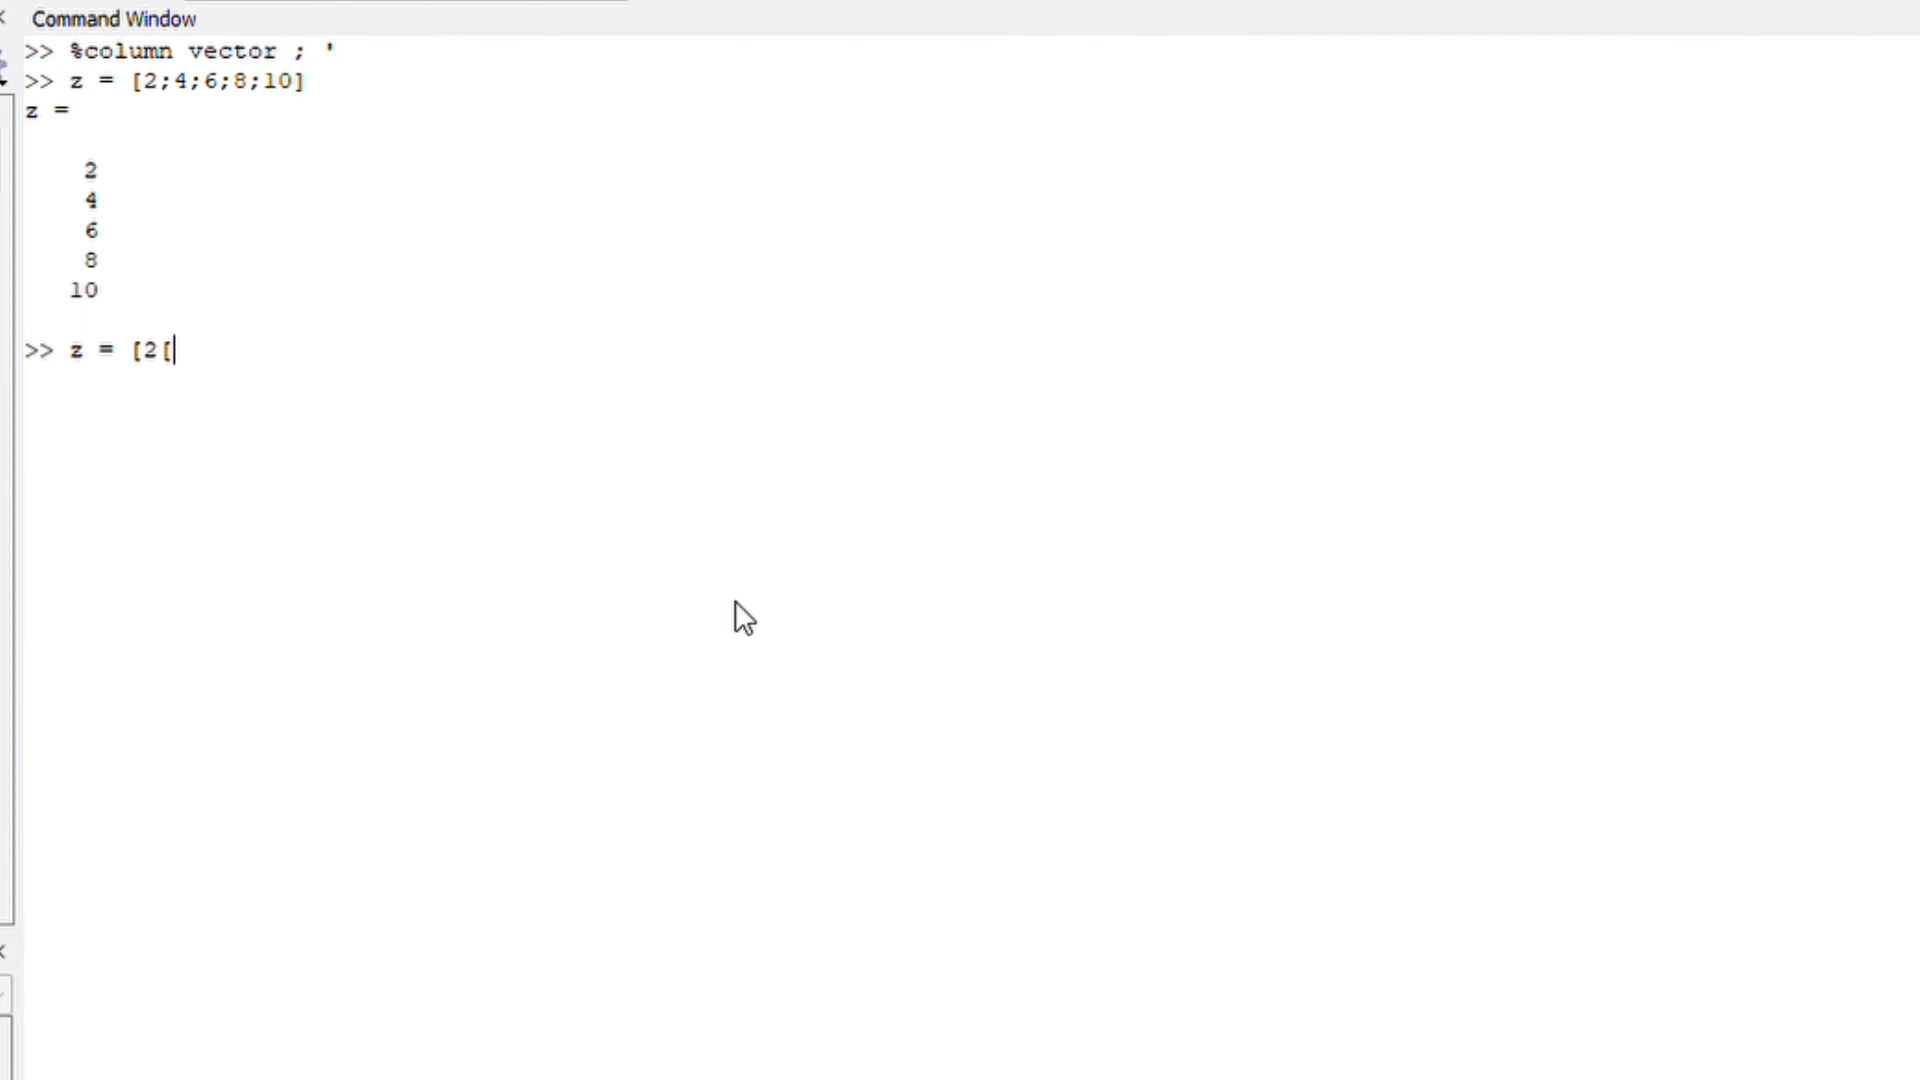 Command Window
>> %column vector ; '
>> z = [2;4;6;8;10]
z =
2
4
6
8
10
>> z = [2[